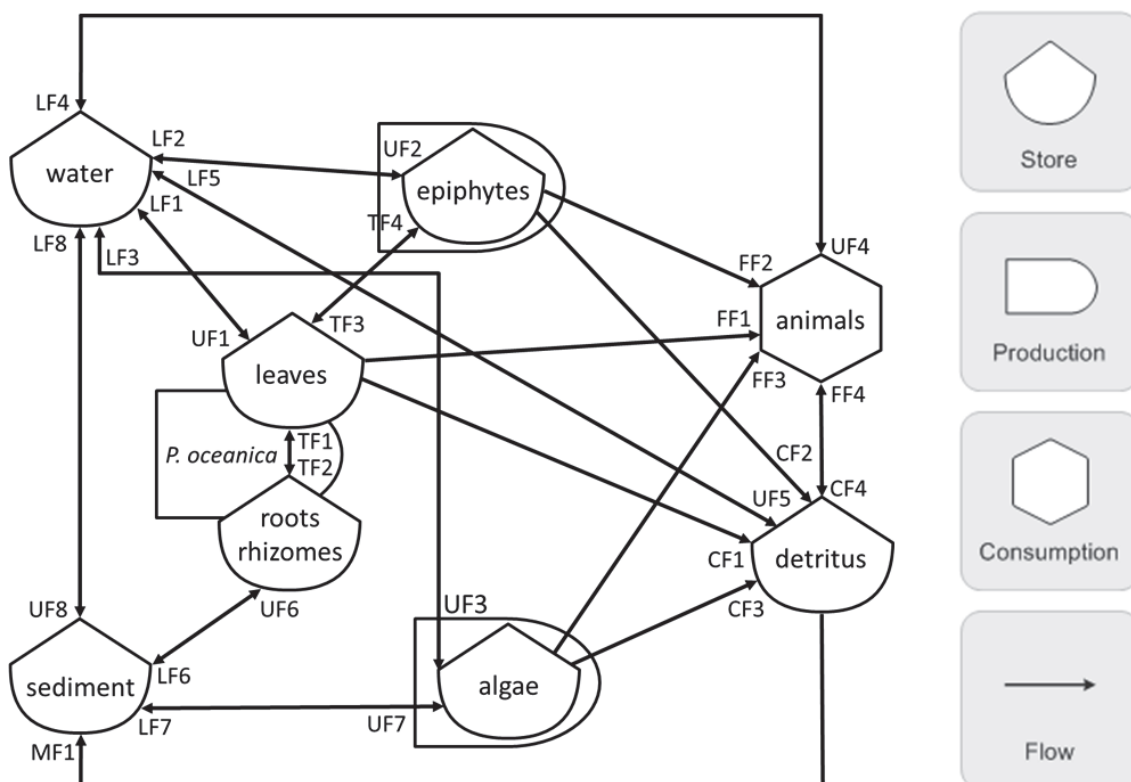 LF4
water
LF2
LF5
LF1
LF8
LF3
UF2
epiphytes
TF4
FF2
UF4
animals
FF1
FF3
FF4
UF1
TF3
leaves
P. oceanica
TF1
TF2
roots
rhizomes
UF6
CF2
UF5
CF4
CF1
detritus
CF3
UF8
sediment
LF6
LF7
MF1
UF3
algae
UF7
Store
Production
Consumption
Flow